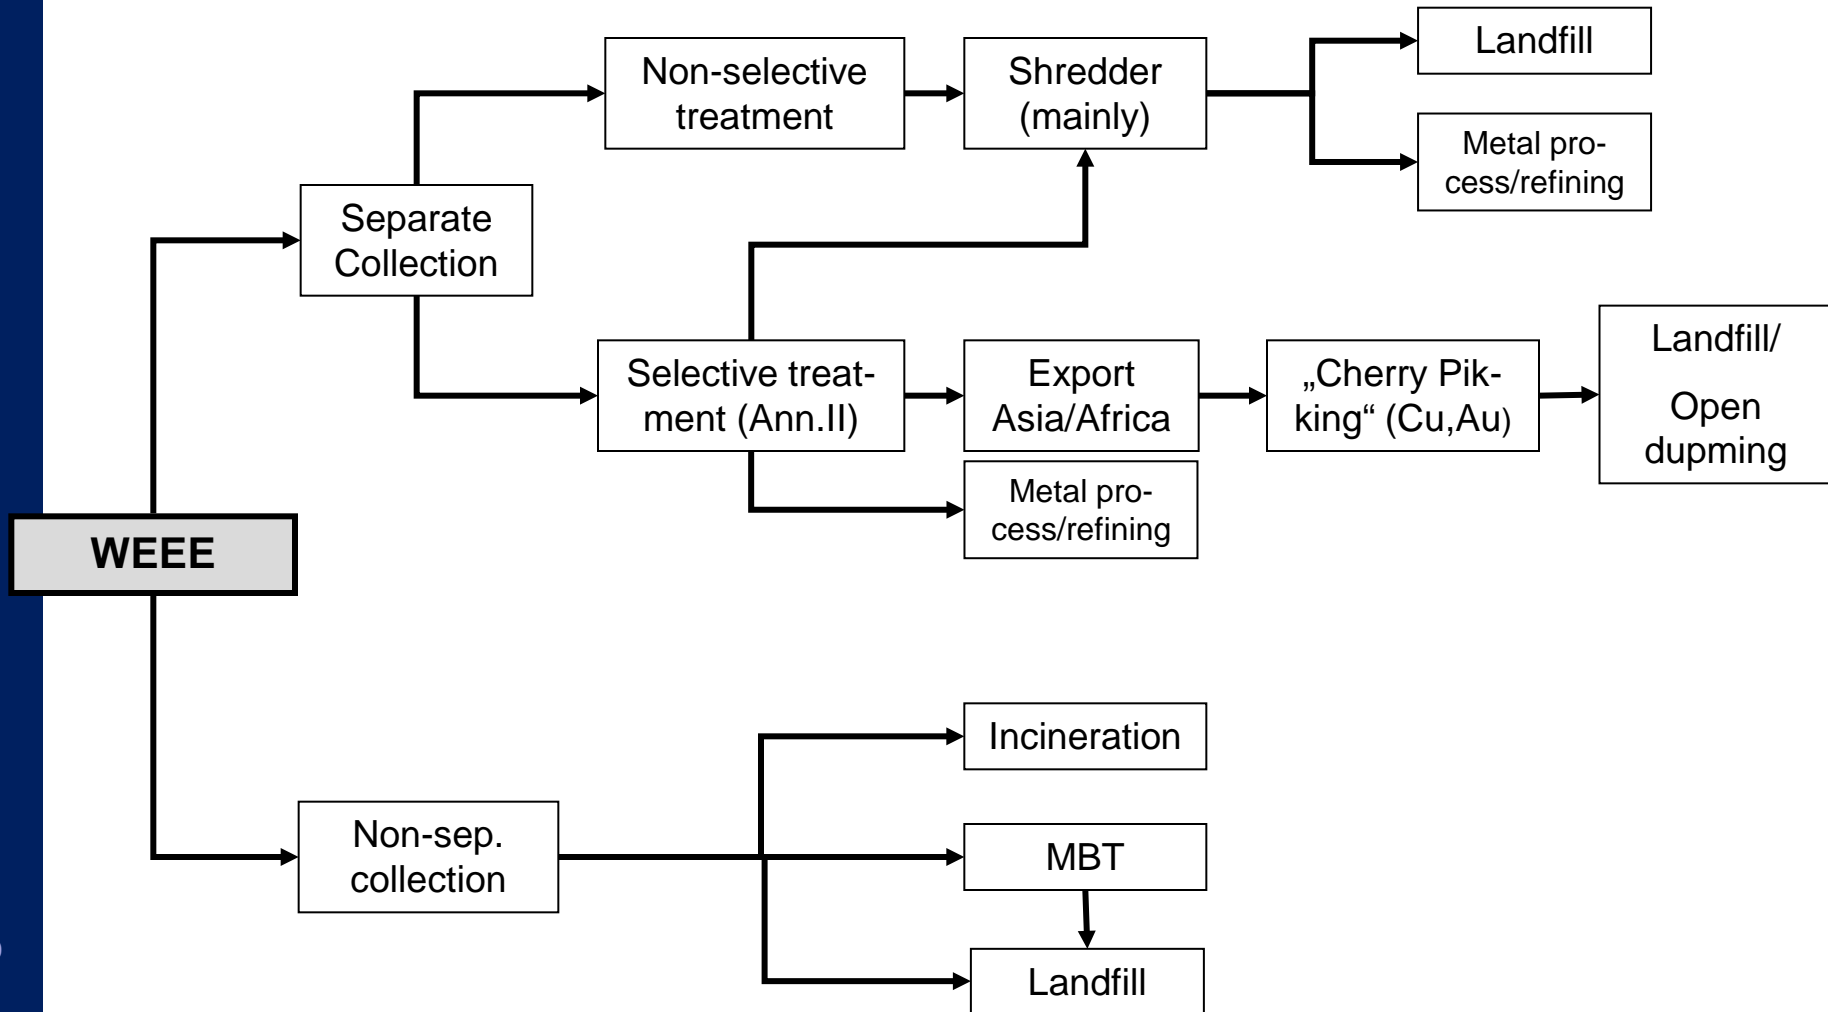 Landfill
Non-selective
treatment
Shredder
(mainly)
Metal pro-
cess/refining
Separate
Collection
Selective treat-
ment (Ann.II)
Export
Asia/Africa
„Cherry Pik-
king“ (Cu,Au)
Landfill/
Open
dupming
Metal pro-
cess/refining
WEEE
Incineration
Non-sep.
collection
MBT
Landfill